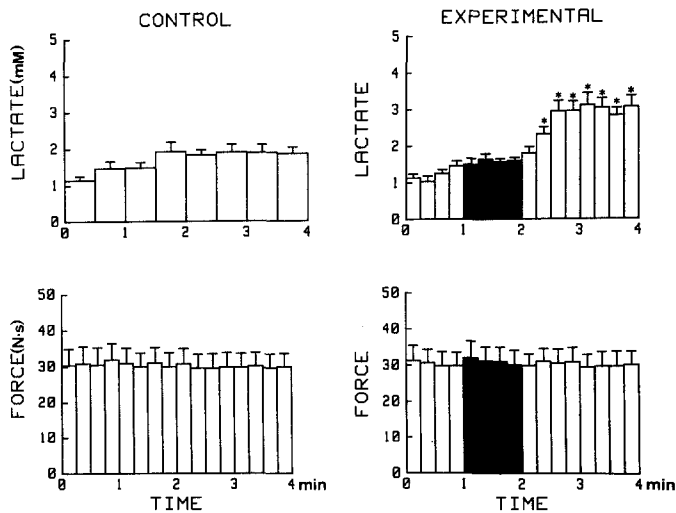 CONTROL
EXPERIMENTAL
LACTATE(mM)
5
4
3
2
1
0
0 1 2 3 4
LACTATE
5
4
3
2
1
0
* * * * * * *
0 1 2 3 4
FORCE(N·s)
50
40
30
20
10
0
0 1 2 3 4 min
TIME
FORCE
50
40
30
20
10
0
0 1 2 3 4 min
TIME